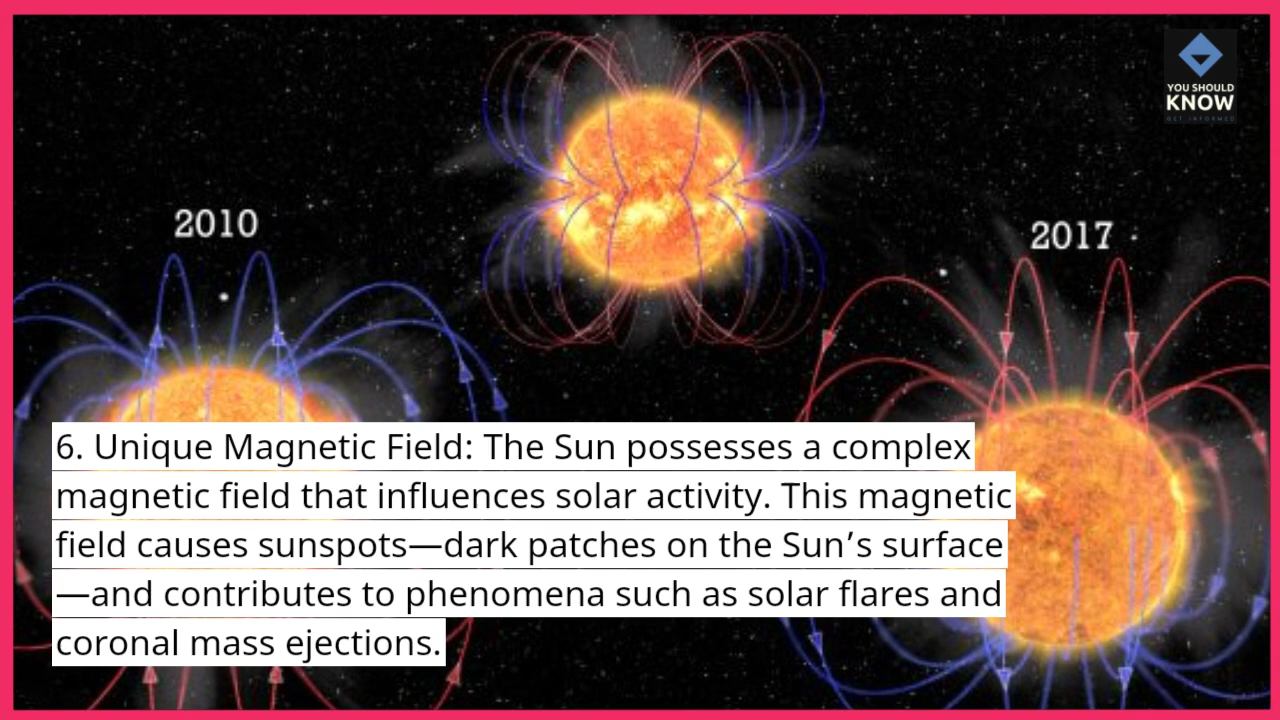 YOU SHOULD
KNOW
GET INFORMED
2010
2017
6. Unique Magnetic Field: The Sun possesses a complex
magnetic field that influences solar activity. This magnetic
field causes sunspots—dark patches on the Sun’s surface
—and contributes to phenomena such as solar flares and
coronal mass ejections.